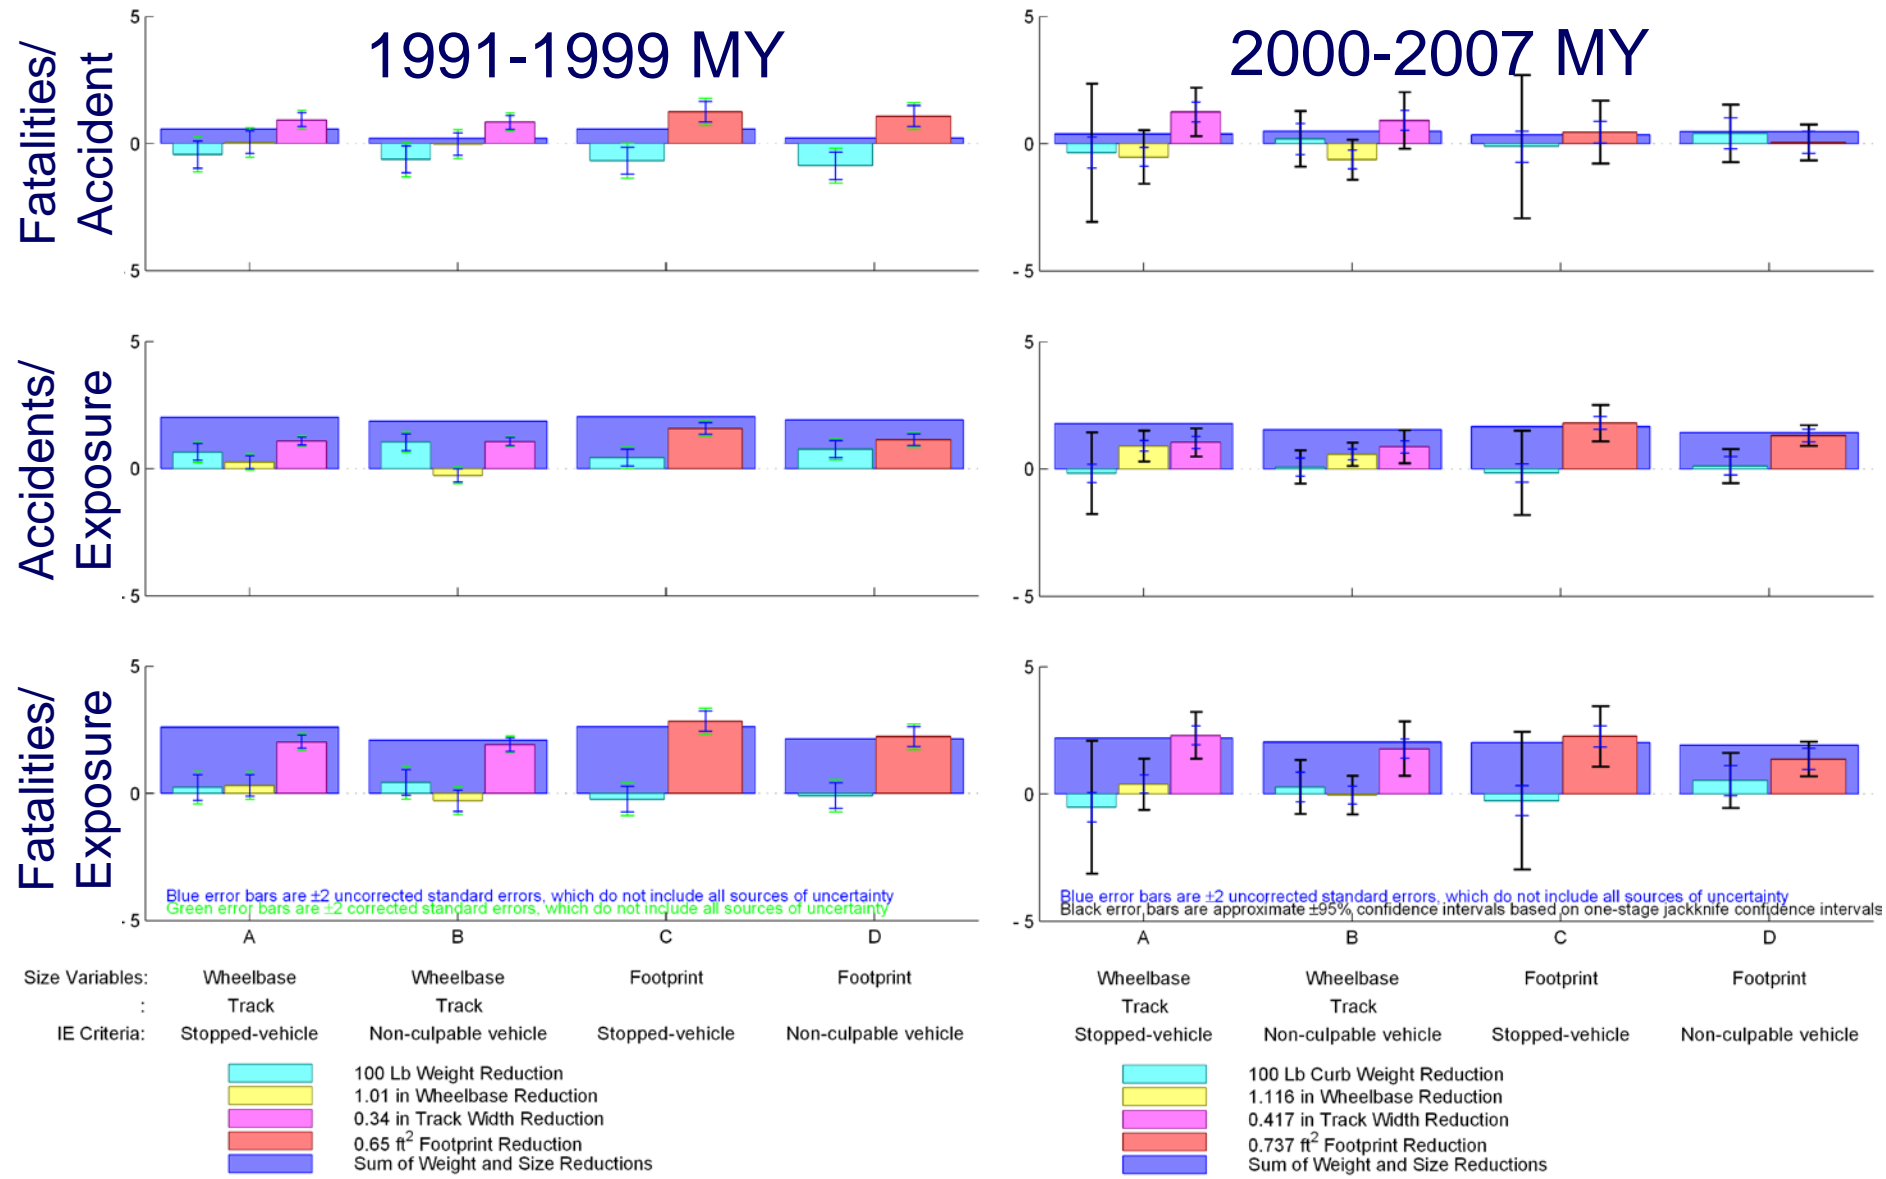 1991-1999 MY
2000-2007 MY
Fatalities/
Accident
5
0
- 5
5
0
- 5
Accidents/
Exposure
5
0
- 5
5
0
- 5
Fatalities/
Exposure
5
0
- 5
Blue error bars are ±2 uncorrected standard errors, which do not include all sources of uncertainty
Green error bars are ±2 corrected standard errors, which do not include all sources of uncertainty
A B C D
Size Variables: Wheelbase Wheelbase Footprint Footprint
: Track Track
IE Criteria: Stopped-vehicle Non-culpable vehicle Stopped-vehicle Non-culpable vehicle
100 Lb Weight Reduction
1.01 in Wheelbase Reduction
0.34 in Track Width Reduction
0.65 ft2 Footprint Reduction
Sum of Weight and Size Reductions
5
0
- 5
Blue error bars are ±2 uncorrected standard errors, which do not include all sources of uncertainty
Black error bars are approximate ±95% confidence intervals based on one-stage jackknife confidence intervals
A B C D
Wheelbase Wheelbase Footprint Footprint
Track Track
Stopped-vehicle Non-culpable vehicle Stopped-vehicle Non-culpable vehicle
100 Lb Curb Weight Reduction
1.116 in Wheelbase Reduction
0.417 in Track Width Reduction
0.737 ft2 Footprint Reduction
Sum of Weight and Size Reductions